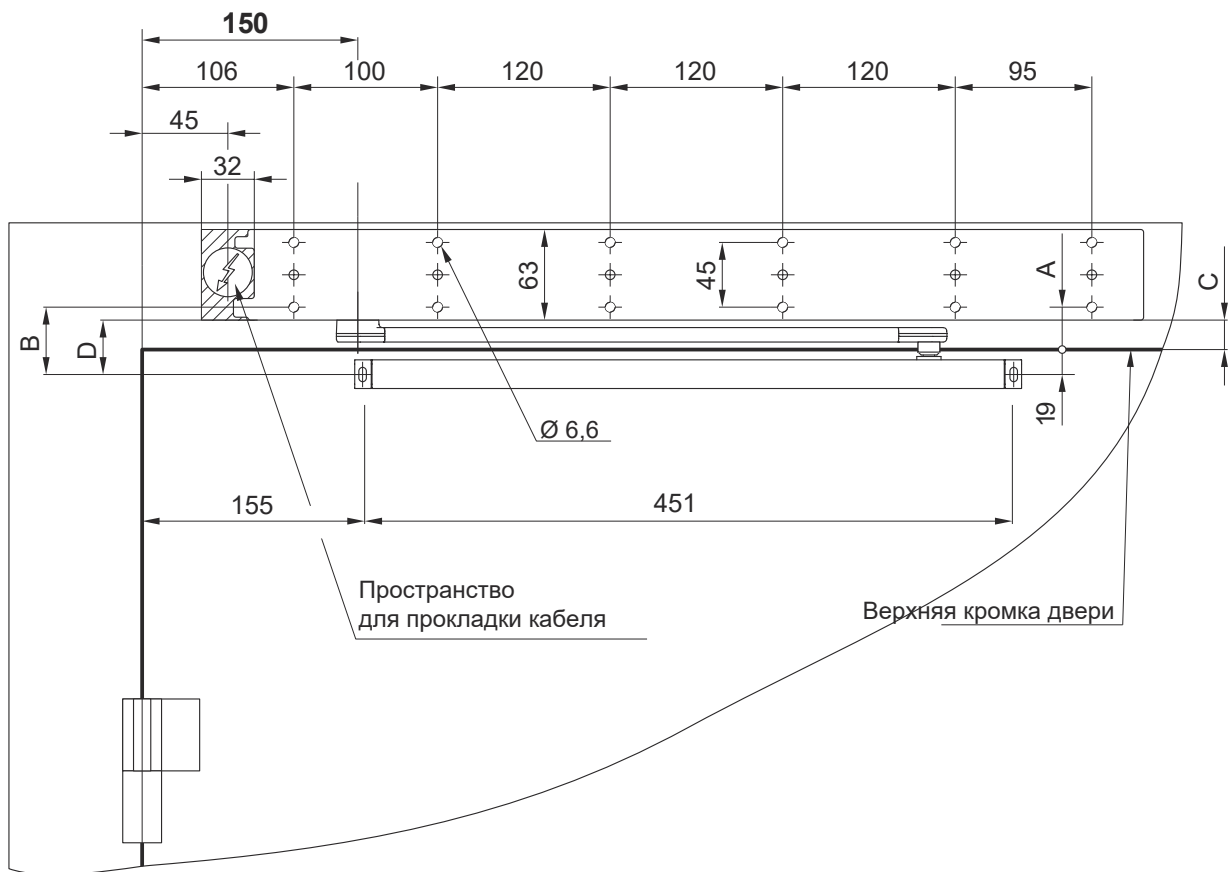 150
106 100 120 120 120 95
45
32
63
45
A
C
B
D
19
Ø 6,6
155 451
Пространство
для прокладки кабеля
Верхняя кромка двери